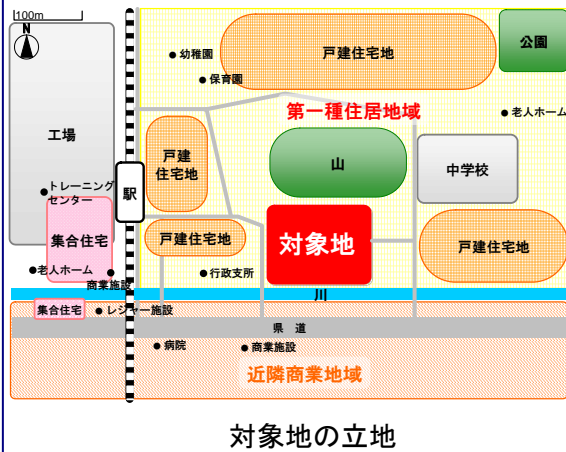 100m
N
幼稚園
保育園
戸建住宅地
公園
第一種住居地域
老人ホーム
工場
戸建
住宅地
山
中学校
駅
トレーニング
センター
集合住宅
戸建住宅地
対象地
戸建住宅地
老人ホーム
商業施設
行政支所
川
集合住宅
レジャー施設
県 道
病院
商業施設
近隣商業地域
対象地の立地